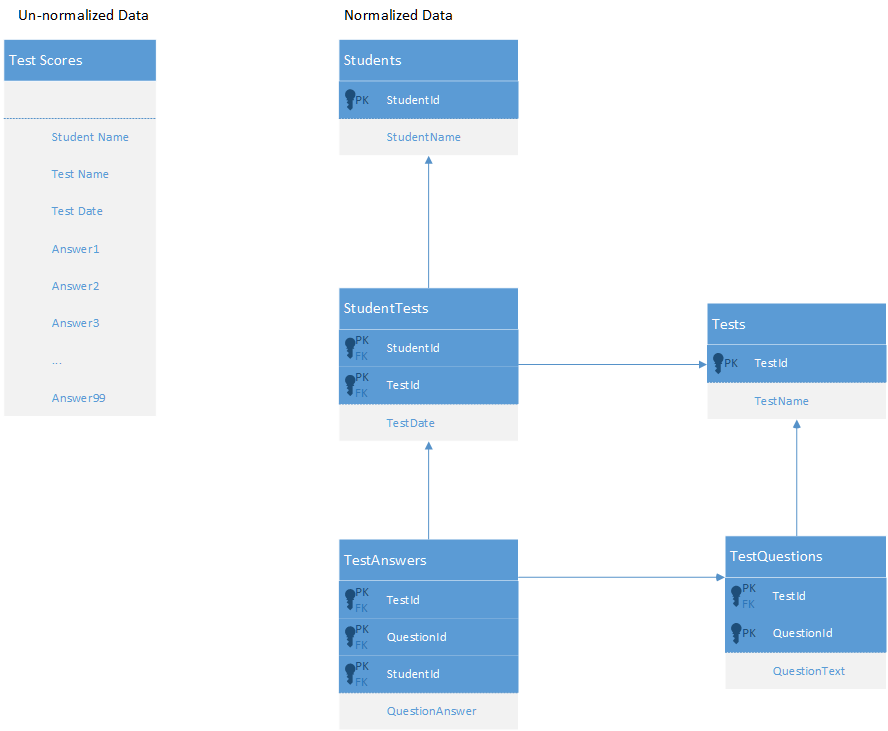 Un-normalized Data
Test Scores
Student Name
Test Name
Test Date
Answer1
Answer2
Answer3
...
Answer99
Normalized Data
Students
PK StudentId
StudentName
StudentTests
PK
FK
StudentId
PK
FK
TestId
TestDate
Tests
PK TestId
TestName
TestAnswers
PK
FK
TestId
PK
FK
QuestionId
PK
FK
StudentId
QuestionAnswer
TestQuestions
PK
FK
TestId
PK QuestionId
QuestionText